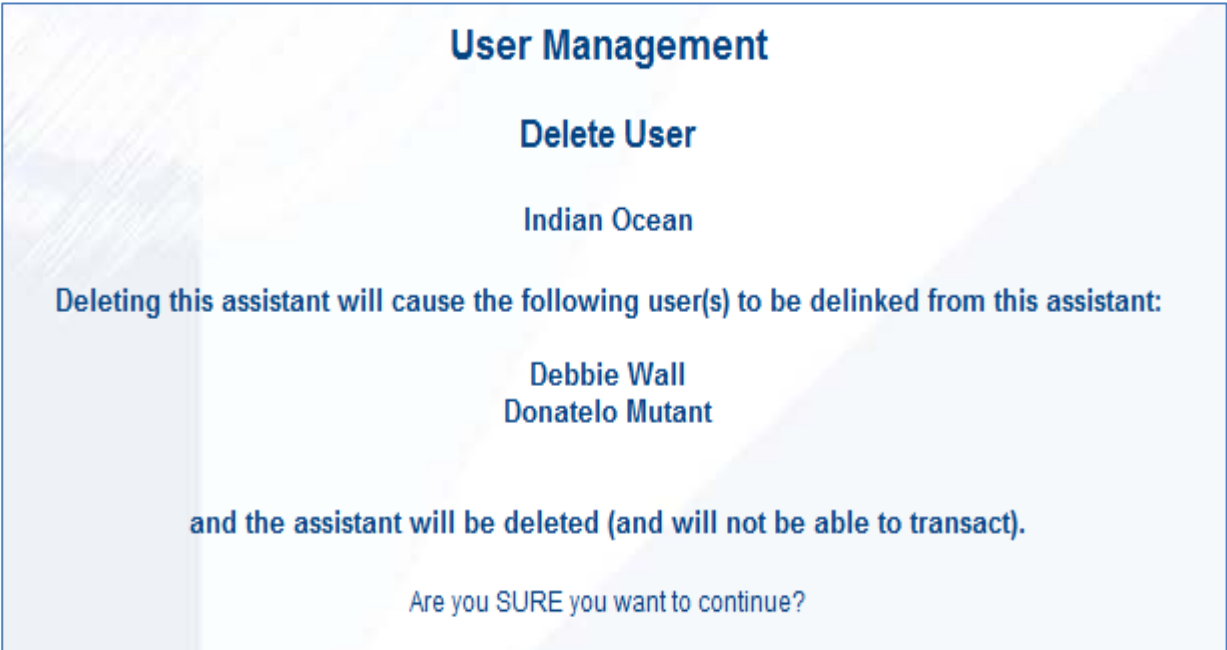 User Management
Delete User
Indian Ocean
Deleting this assistant will cause the following user(s) to be delinked from this assistant:
Debbie Wall
Donatelo Mutant
and the assistant will be deleted (and will not be able to transact).
Are you SURE you want to continue?